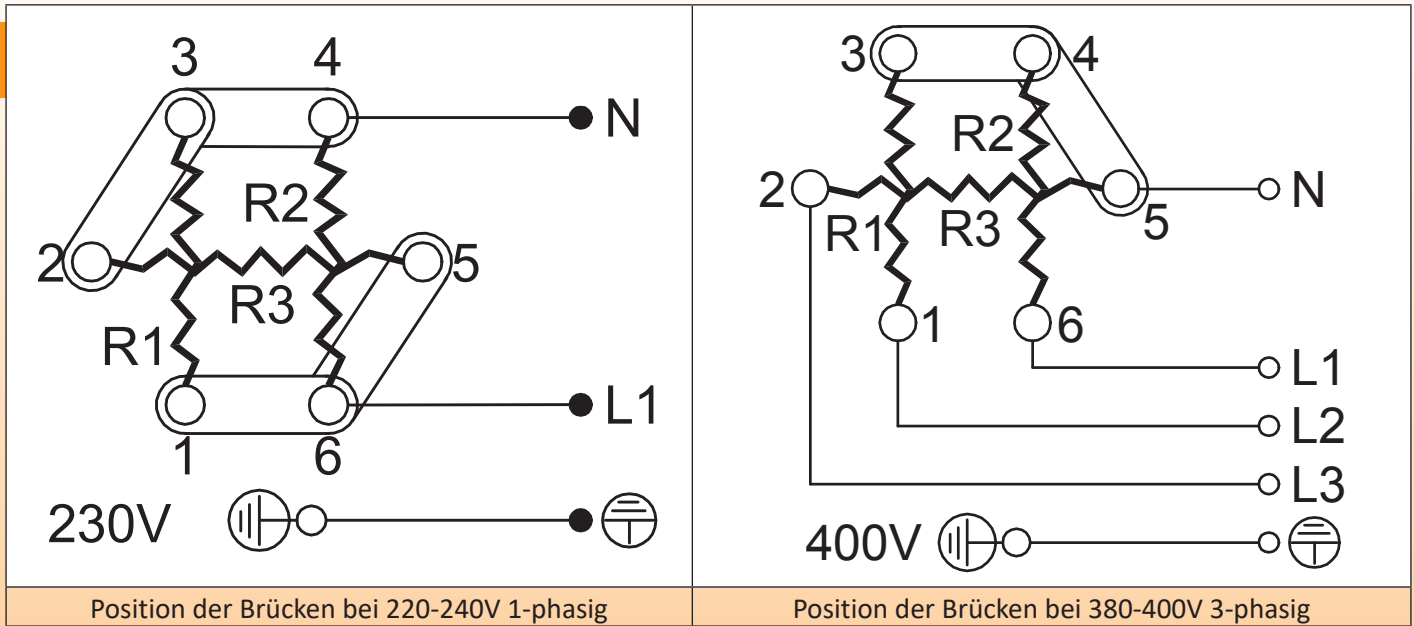 3 4
N
R2
2 5
R3
R1
L1
1 6
230V
Position der Brücken bei 220-240V 1-phasig
3 4
R2
2 N
R1 R3 5
1 6
L1
L2
L3
400V
Position der Brücken bei 380-400V 3-phasig